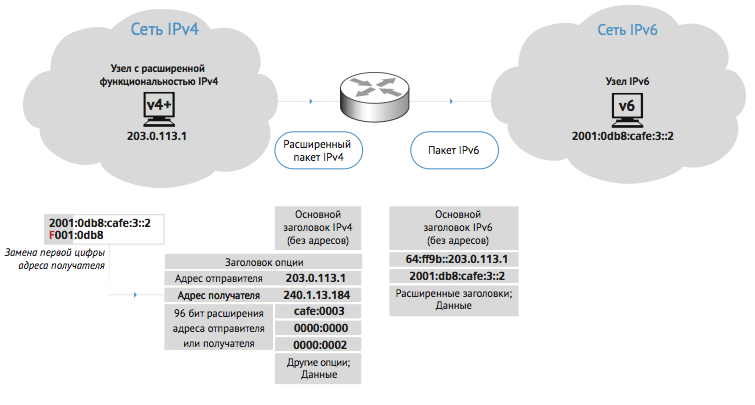 Сеть IPv4
Сеть IPv6
Узел с расширенной
функциональностью IPv4
v4+
203.0.113.1
Узел IPv6
v6
2001:0db8:cafe:3::2
Расширенный
пакет IPv4
Пакет IPv6
2001:0db8:cafe:3::2
F001:0db8
Замена первой цифры
адреса получателя
Основной
заголовок IPv4
(без адресов)
Заголовок опции
Адрес отправителя 203.0.113.1
Адрес получателя 240.1.13.184
96 бит расширения
адреса отправителя
или получателя
cafe:0003
0000:0000
0000:0002
Другие опции;
Данные
Основной
заголовок IPv6
(без адресов)
64:ff9b::203.0.113.1
2001:db8:cafe:3::2
Расширенные заголовки;
Данные